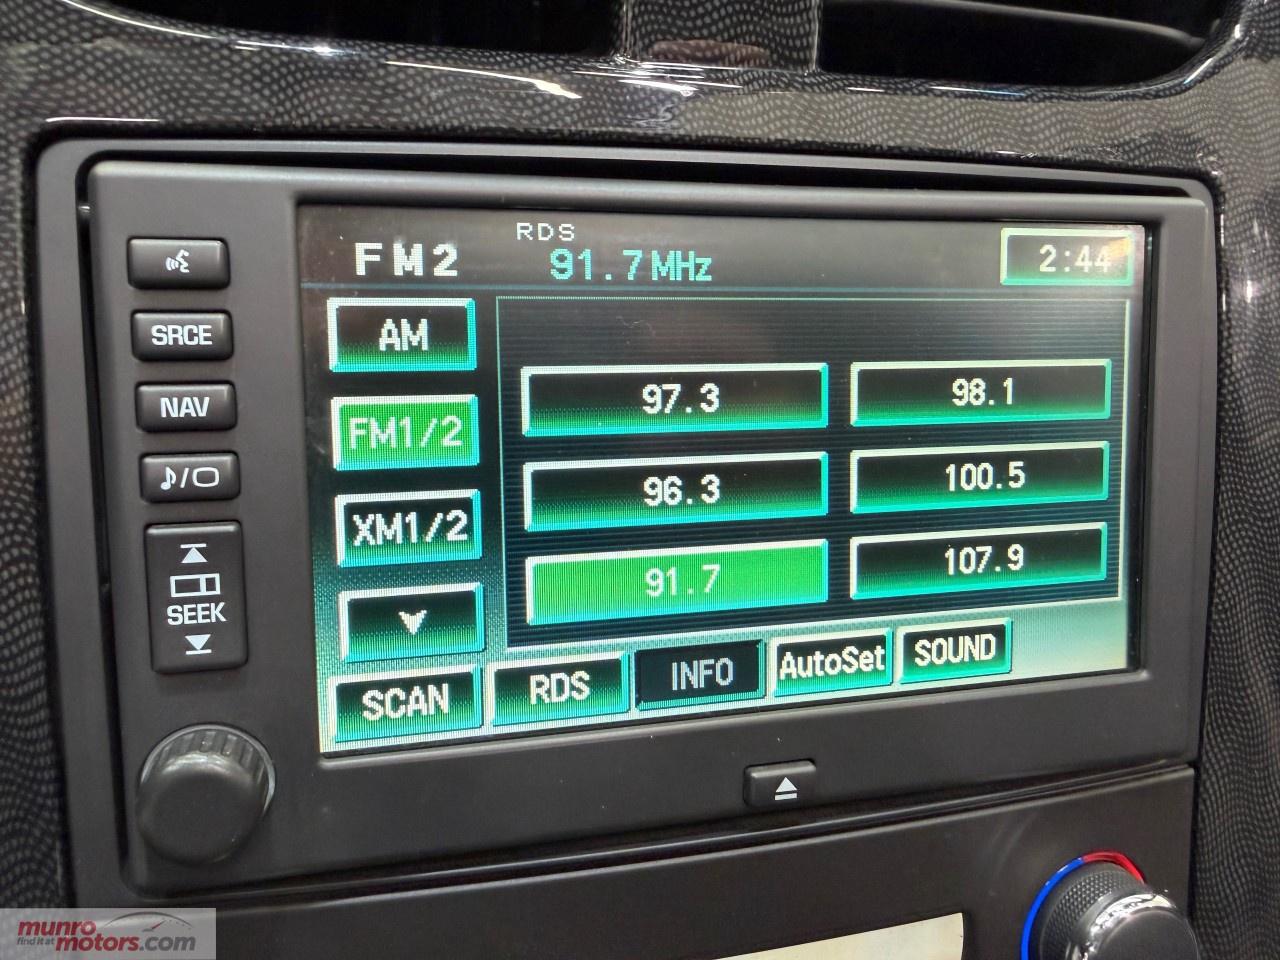 RDS
FM2 91.7 MHz 2:44
AM
FM1/2
XM1/2
97.3 98.1
96.3 100.5
91.7 107.9
SCAN RDS INFO AutoSet SOUND
SRCE
NAV
SEEK
munro
find it at motors.com